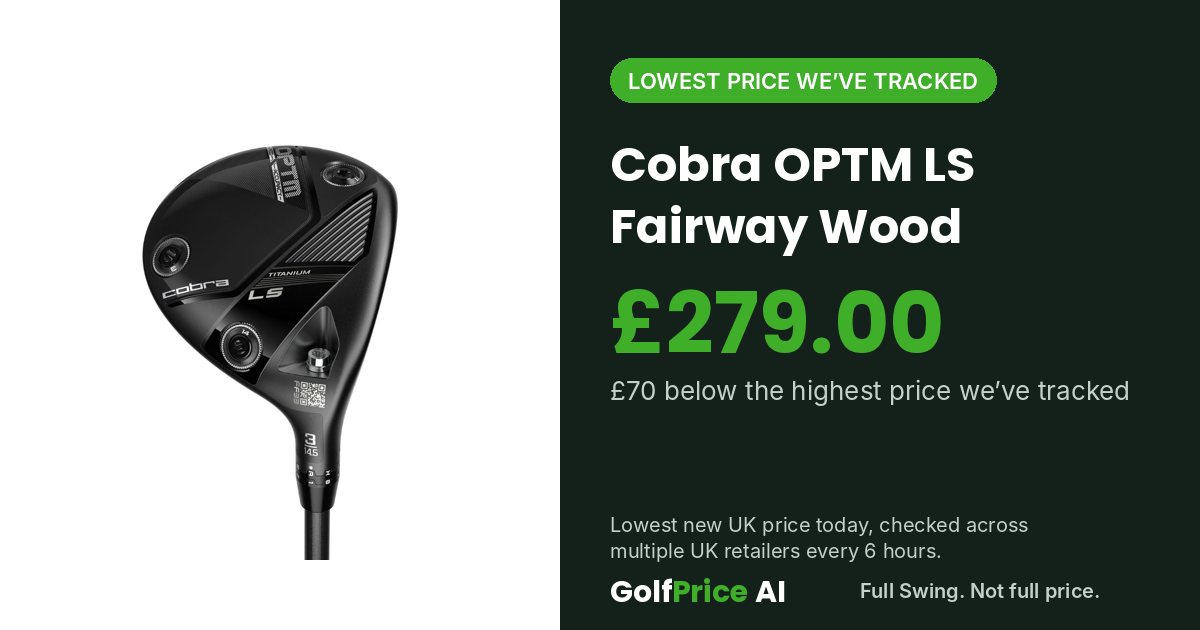 OPTM
TITANIUM
cobra
LS
3
14.5
LOWEST PRICE WE’VE TRACKED
Cobra OPTM LS
Fairway Wood
£279.00
£70 below the highest price we’ve tracked
Lowest new UK price today, checked across
multiple UK retailers every 6 hours.
GolfPrice AI
Full Swing. Not full price.